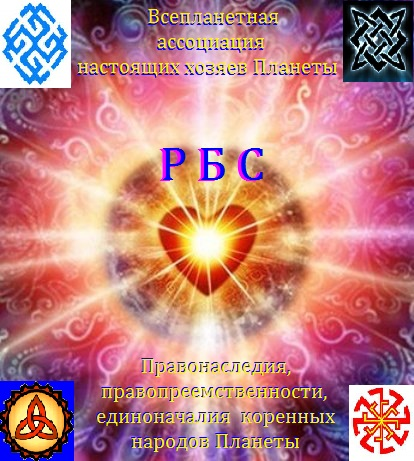 Всепланетная
ассоциация
настоящих хозяев Планеты
Р Б С
Правонаследия,
правопреемственности,
единоначалия коренных
народов Планеты